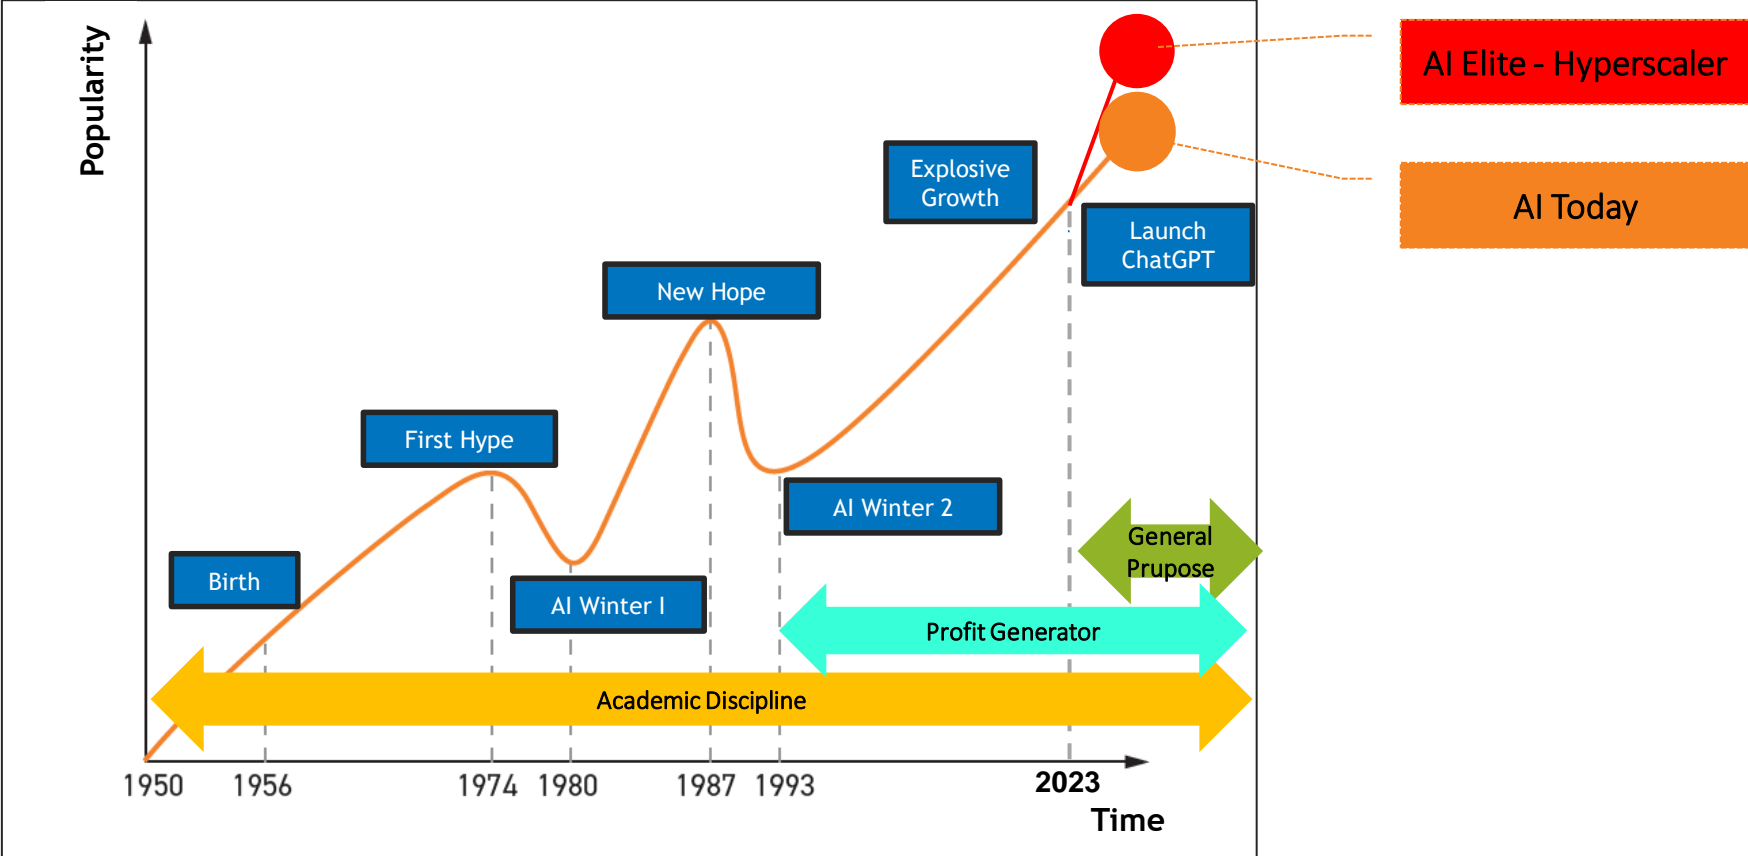 Popularity
AI Elite - Hyperscaler
Explosive
Growth
AI Today
Launch
ChatGPT
New Hope
First Hype
AI Winter 2
General
Prupose
Birth
AI Winter I
Profit Generator
Academic Discipline
1950
1956
1974
1980
1987
1993
2023
Time